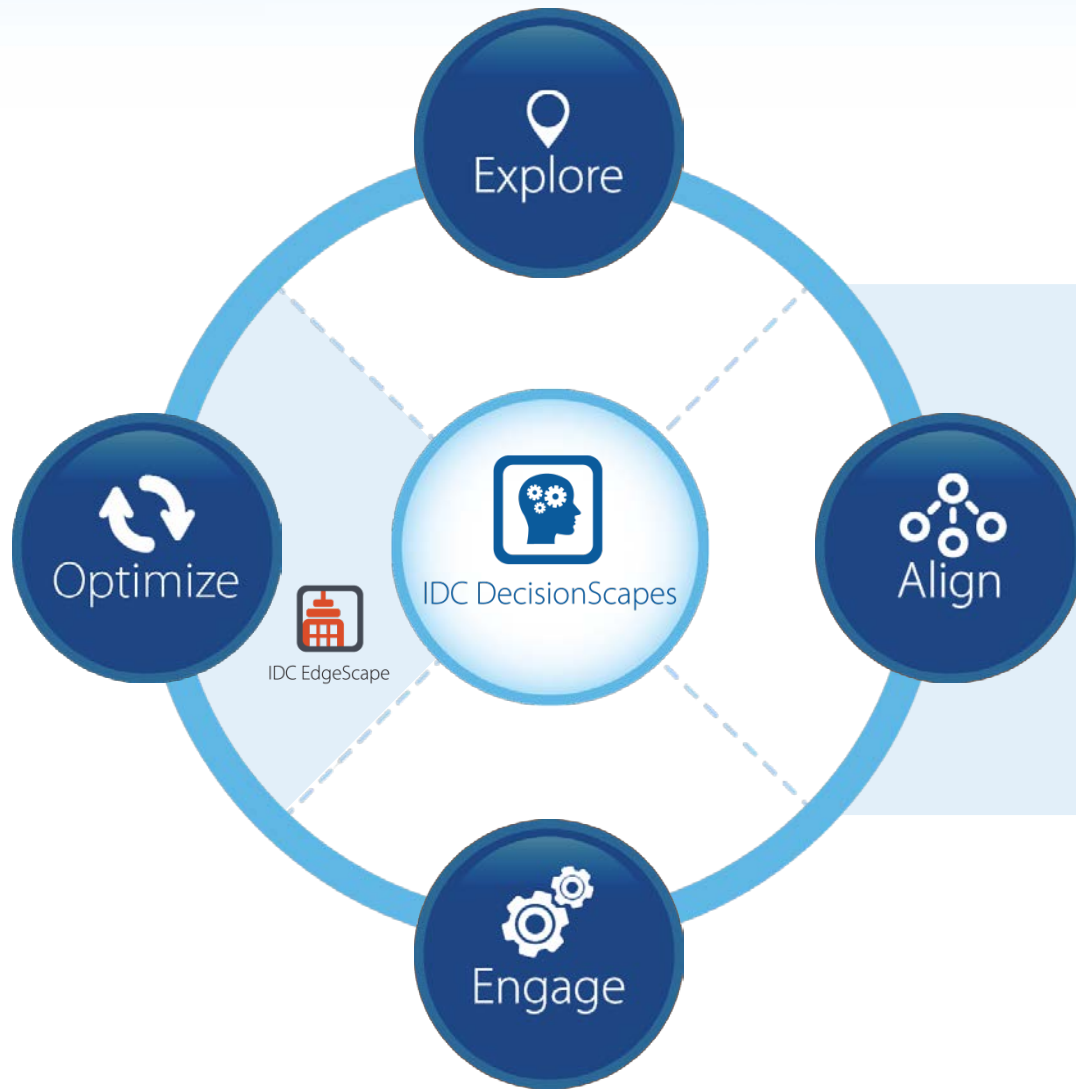 Explore
Optimize
IDC DecisionScapes
Align
IDC EdgeScape
Engage